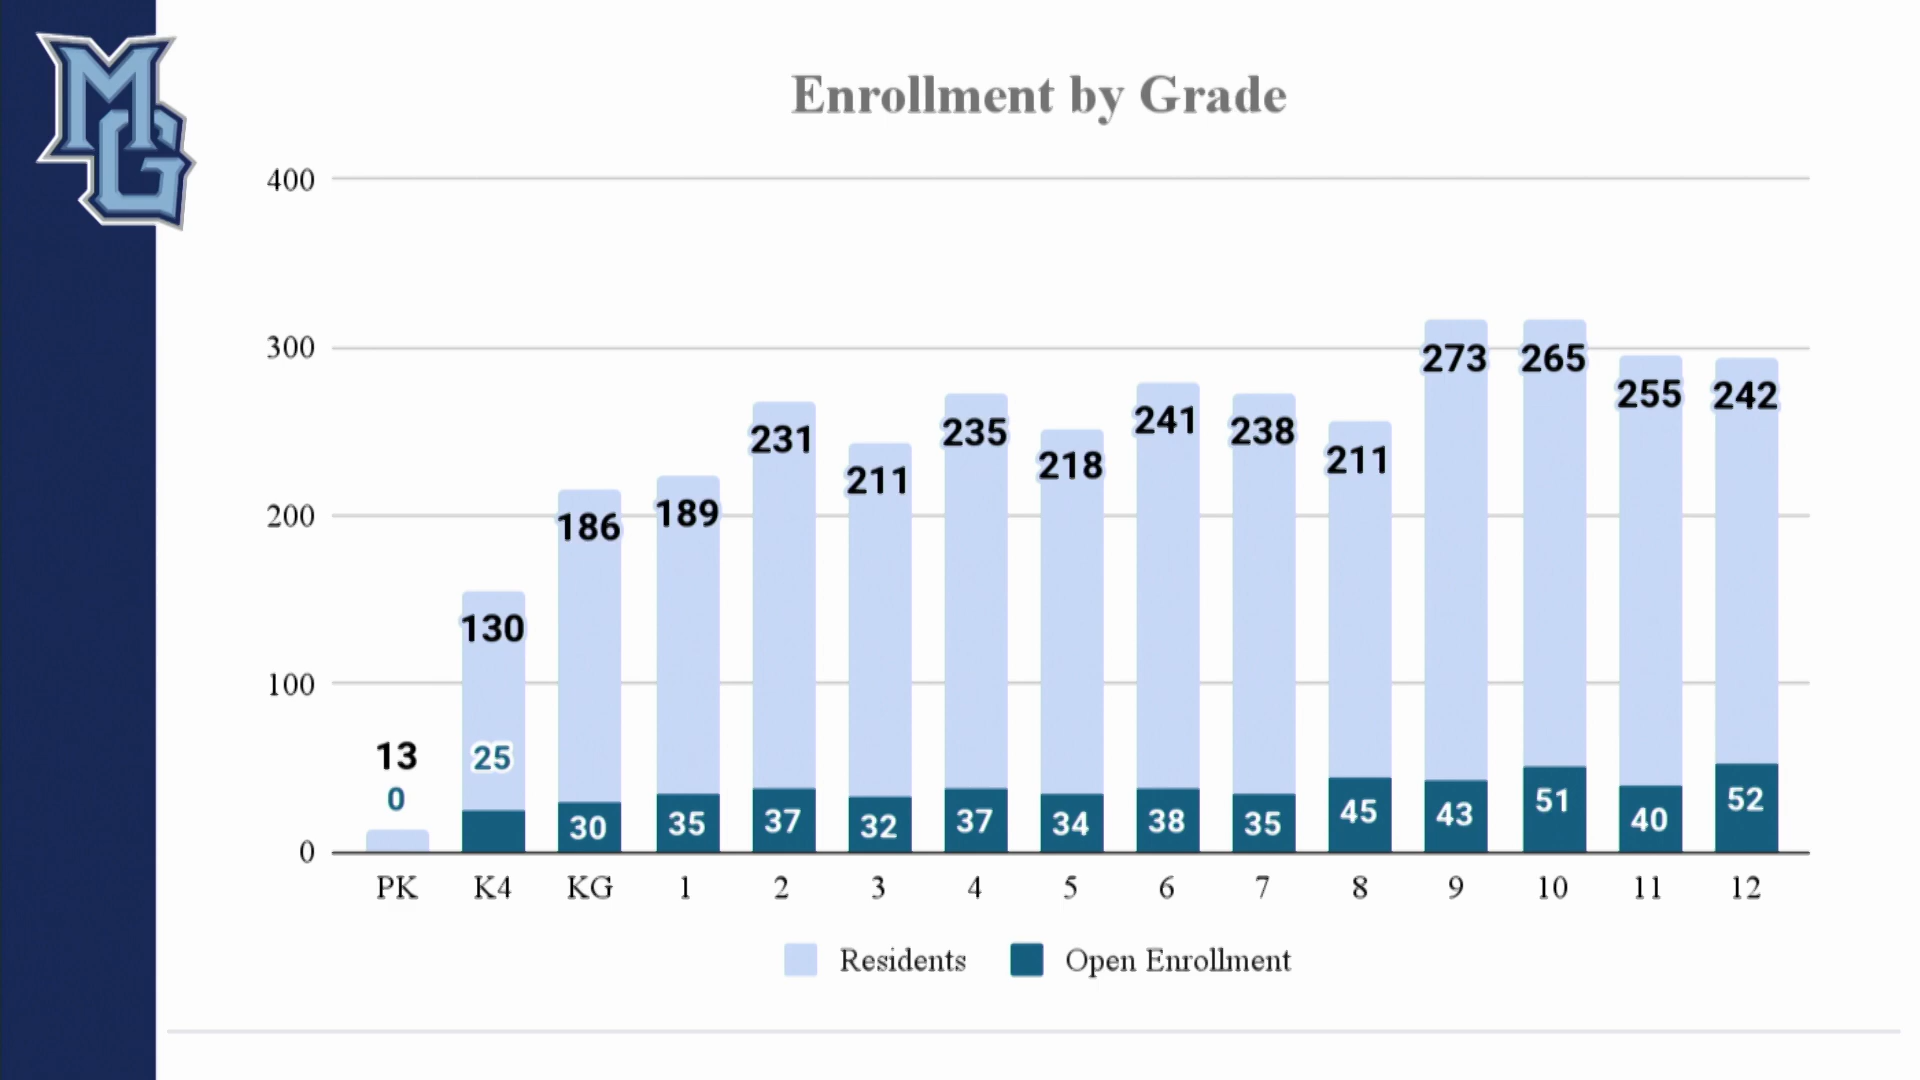 MG
Enrollment by Grade
400
300
200
100
0
13 130 186 189 231 211 235 218 241 238 211 273 265 255 242
0 25 30 35 37 32 37 34 38 35 45 43 51 40 52
PK K4 KG 1 2 3 4 5 6 7 8 9 10 11 12
Residents Open Enrollment